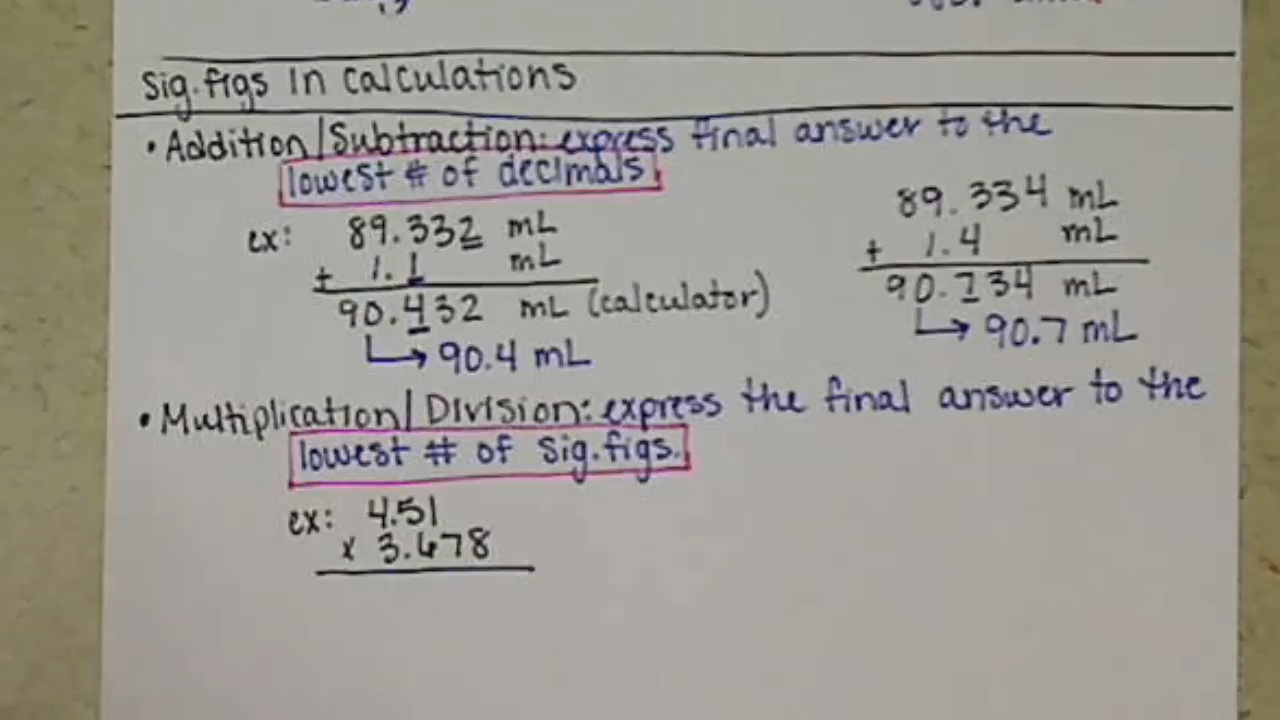 Sig.figs in calculations
• Addition/Subtraction: express final answer to the
lowest # of decimals
ex: 89.332 mL
+ 1.1 mL
90.432 mL (calculator)
90.4 mL
89.334 mL
+ 1.4 mL
90.734 mL
90.7 mL
• Multiplication/Division: express the final answer to the
lowest # of sig.figs.
ex: 4.51
x 3.678